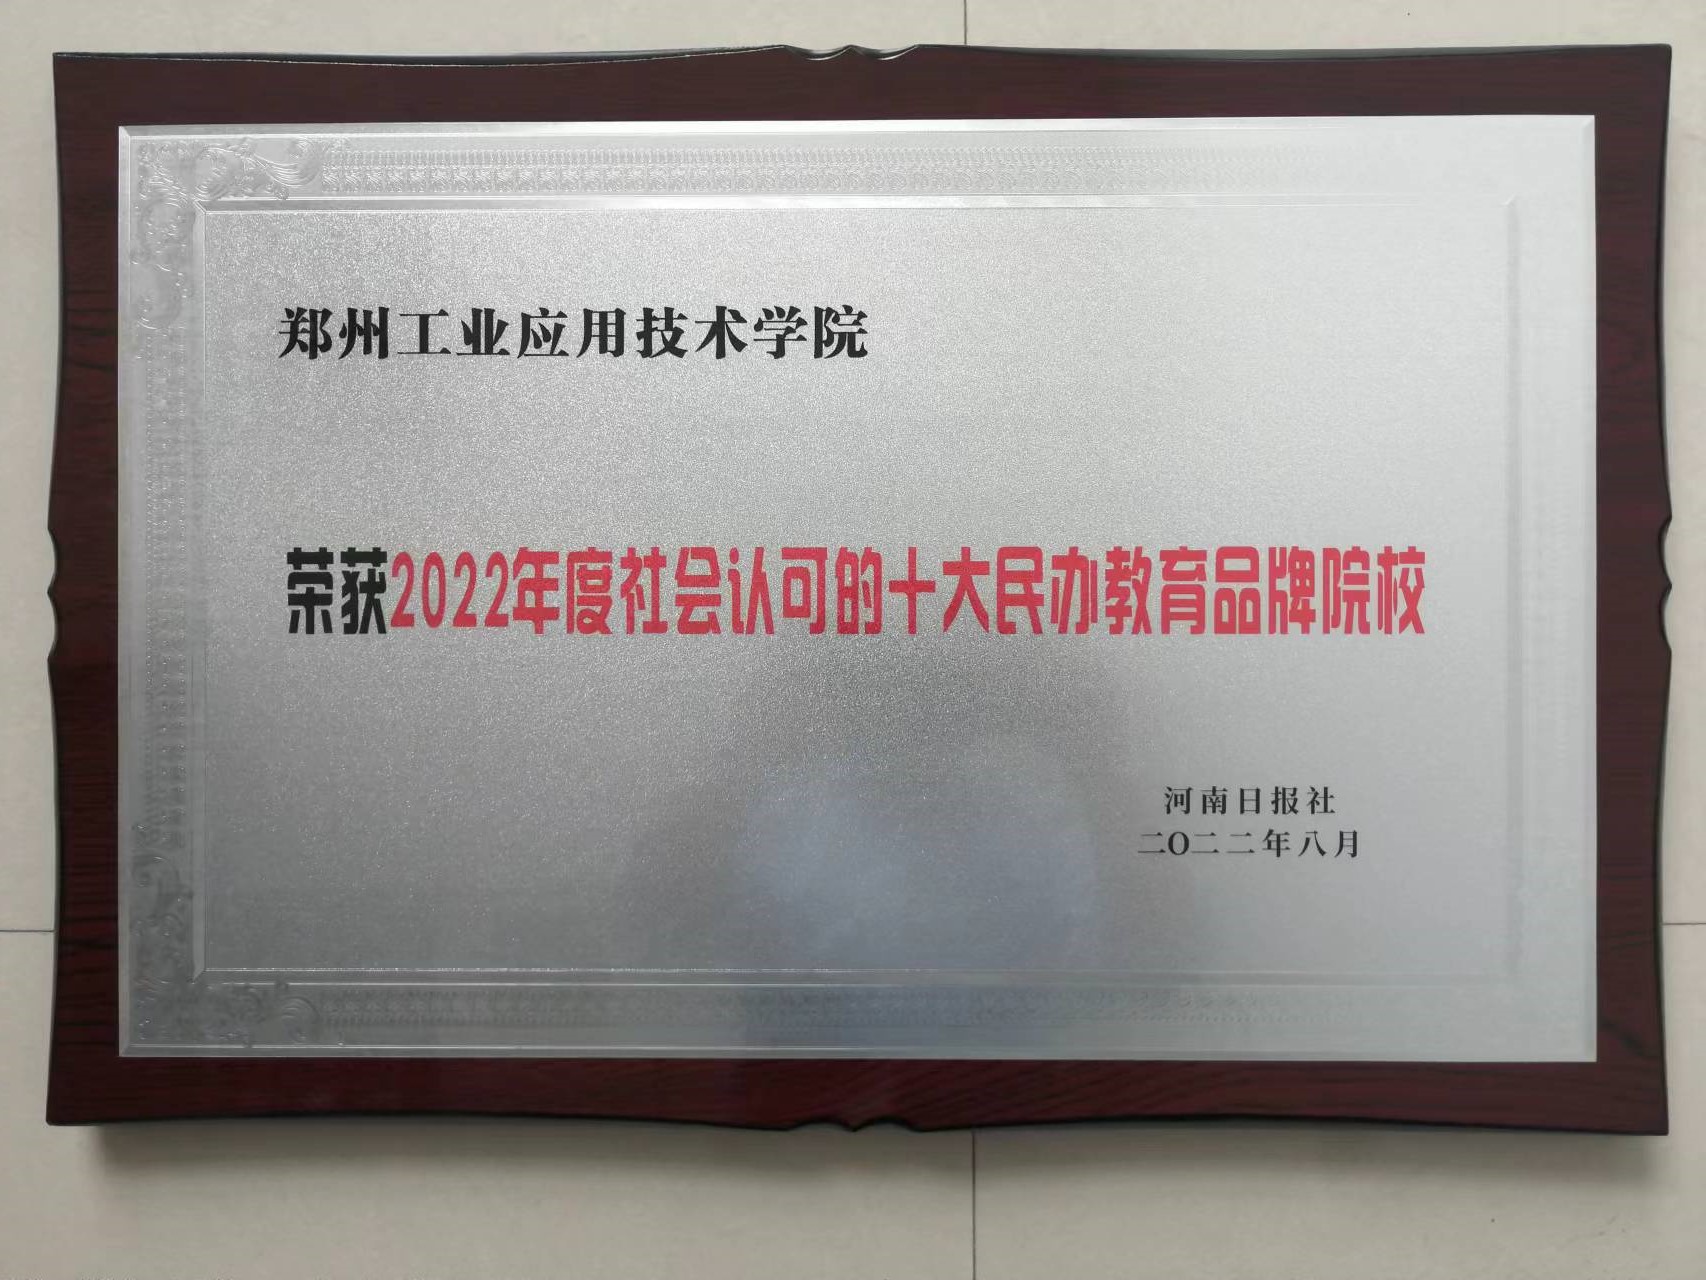 郑州工业应用技术学院
荣获2022年度社会认可的十大民办教育品牌院校
河南日报社
二〇二二年八月